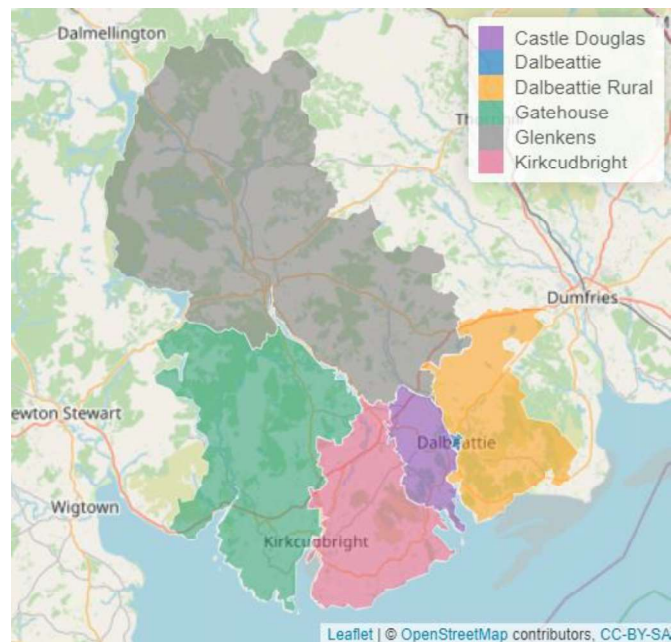 Dalmellington
Castle Douglas
Dalbeattie
Dalbeattie Rural
Gatehouse
Glenkens
Kirkcudbright
Dumfries
ewton Stewart
Dalbeattie
Wigtown
Kirkcudbright
Leaflet | © OpenStreetMap contributors, CC-BY-SA